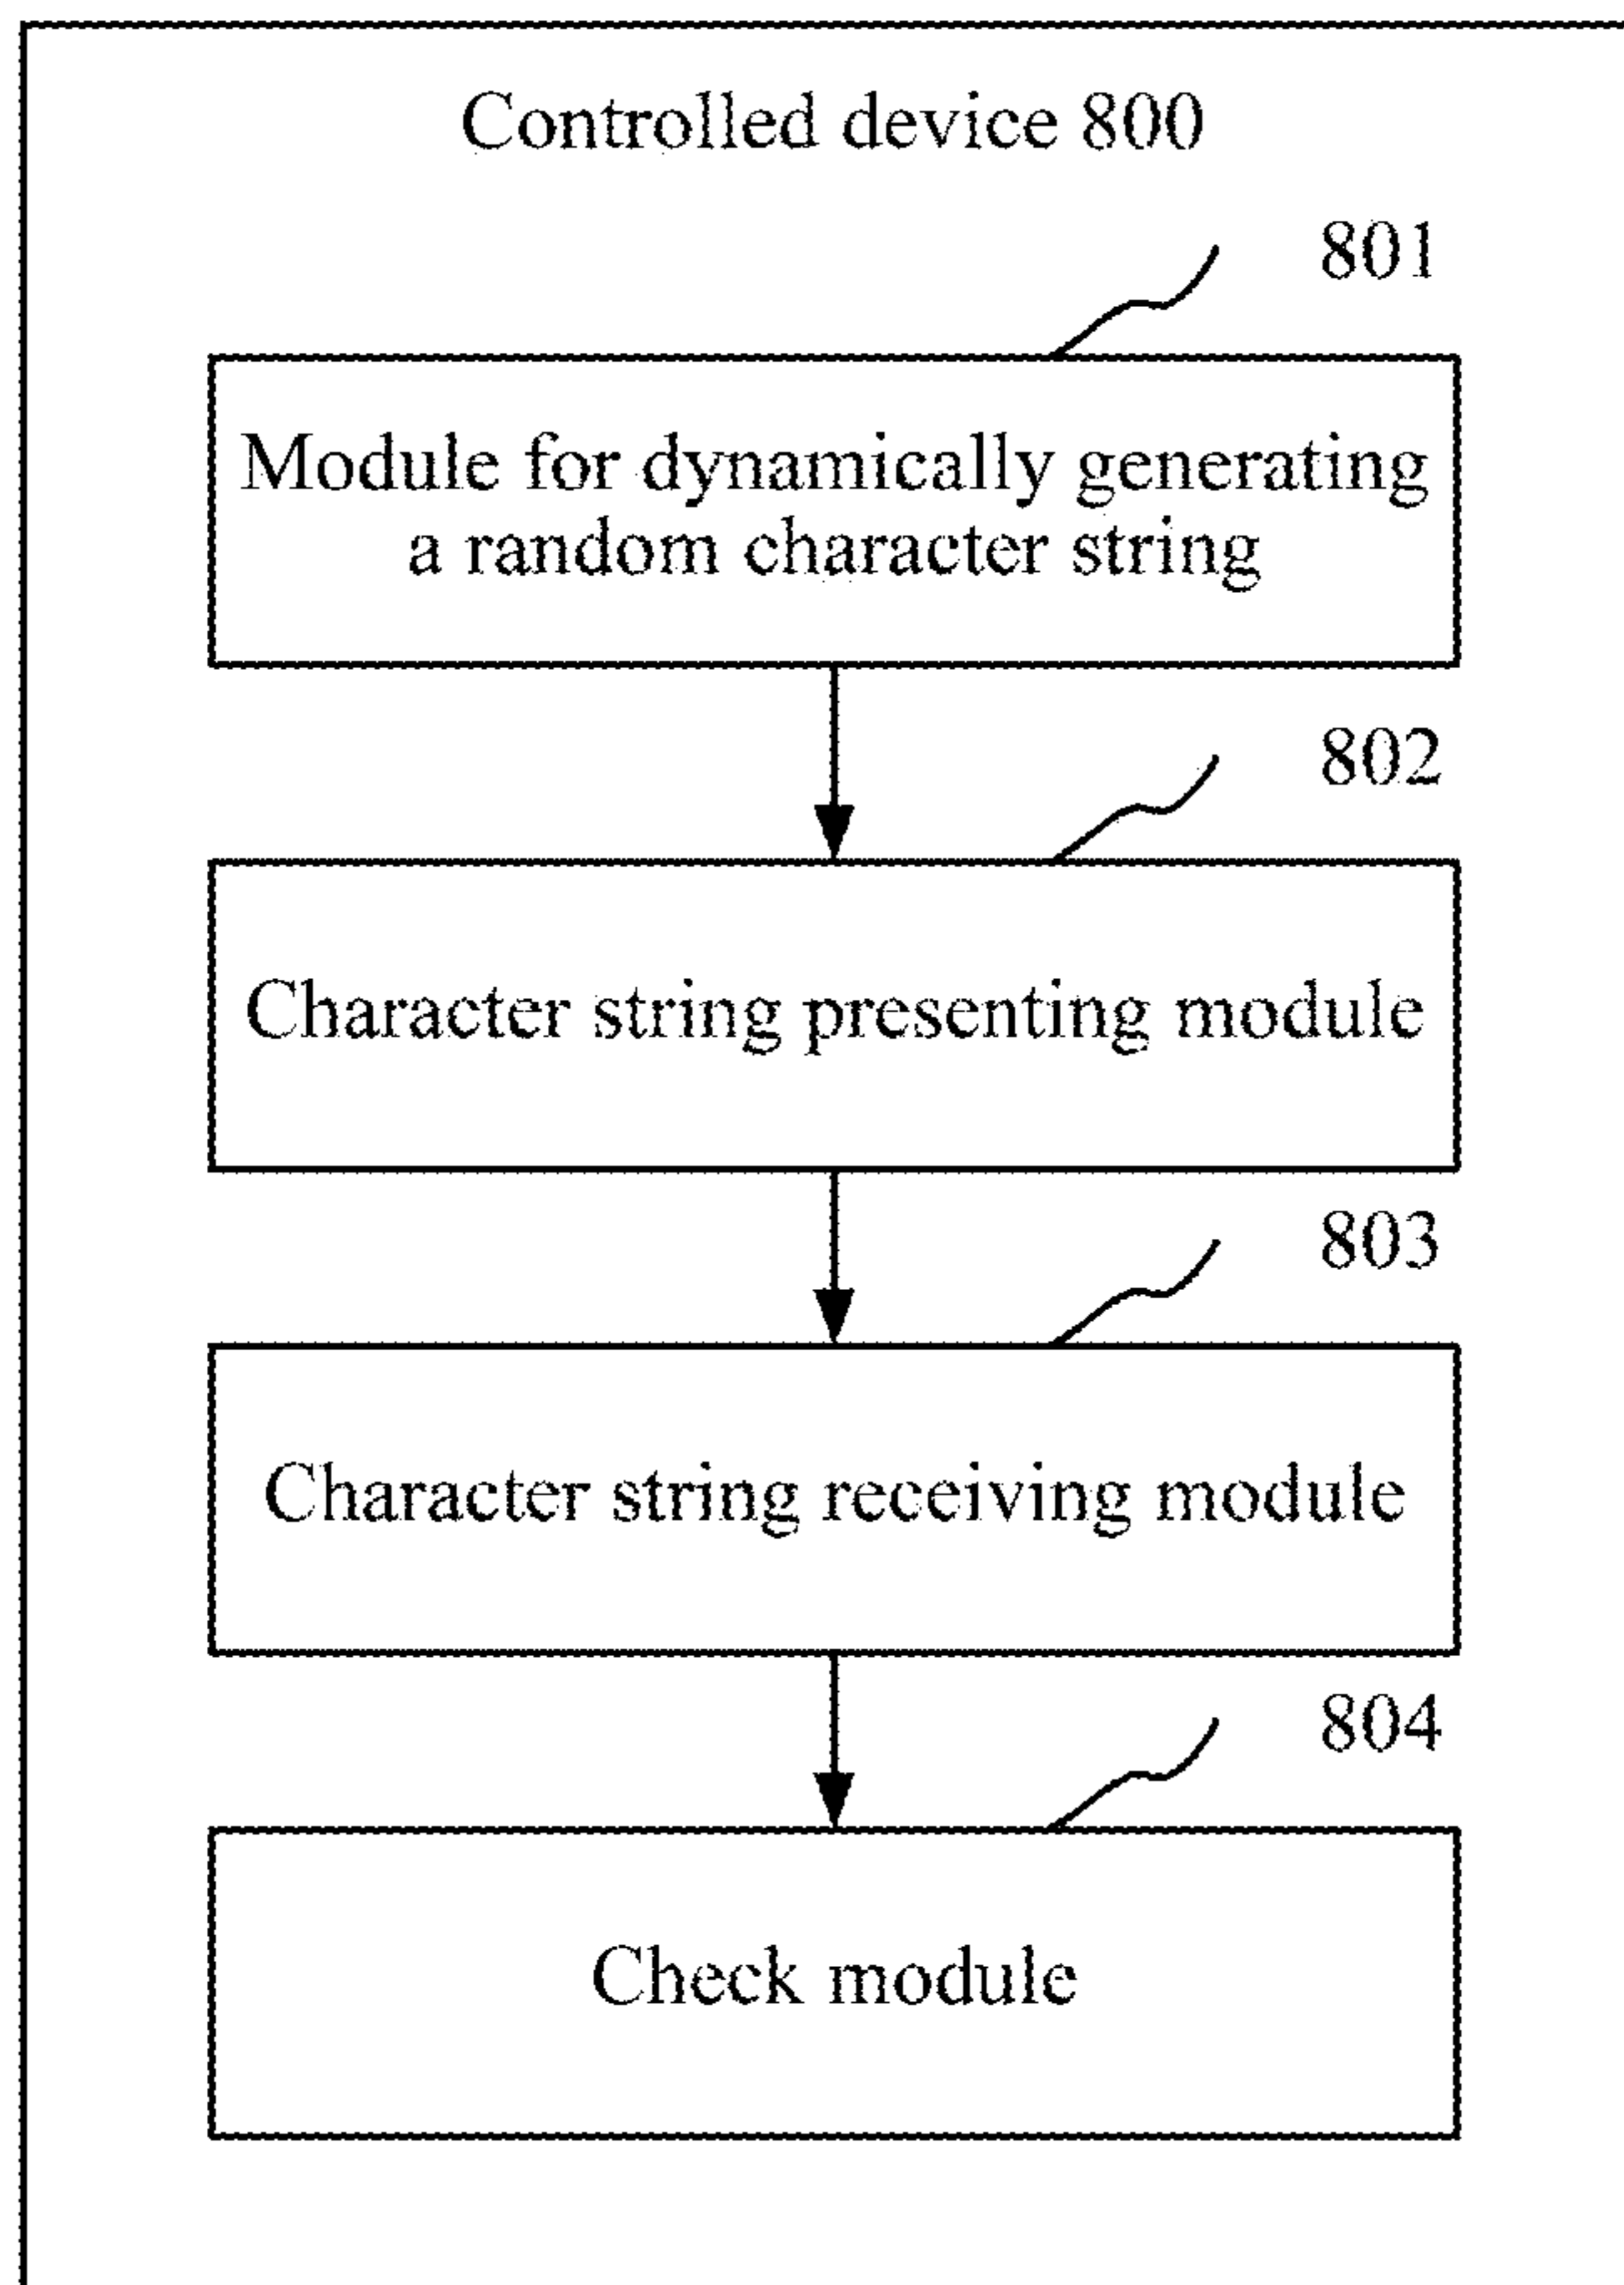 Controlled device 800
801
Module for dynamically generating
a random character string
802
Character string presenting module
803
Character string receiving module
804
Check module